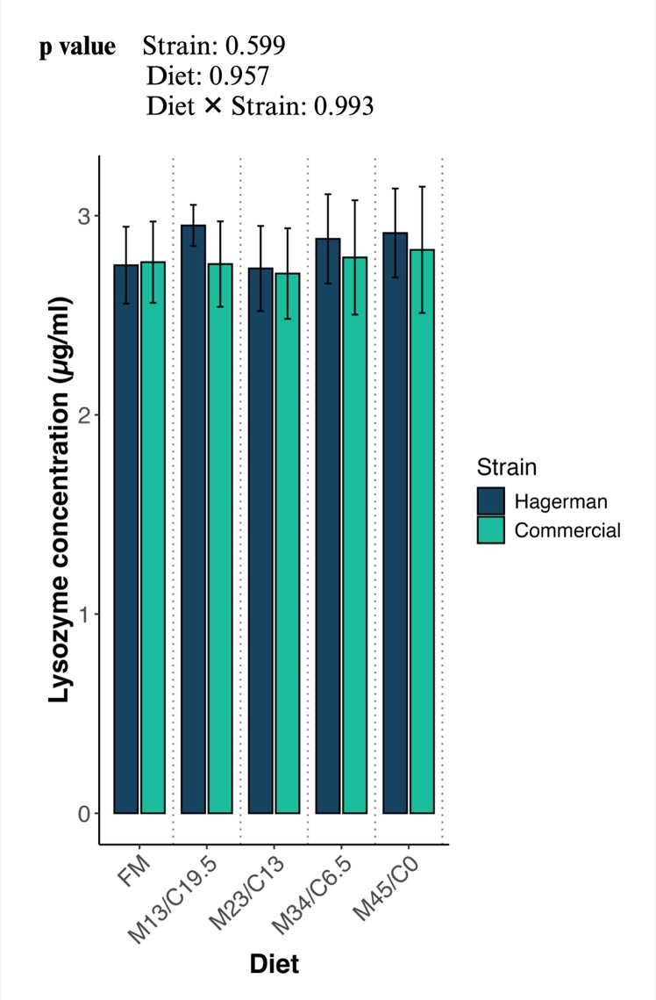 p value Strain: 0.599
Diet: 0.957
Diet × Strain: 0.993
Lysozyme concentration (μg/ml)
3
2
1
0
FM
M13/C19.5
M23/C13
M34/C6.5
M45/C0
Diet
Strain
Hagerman
Commercial